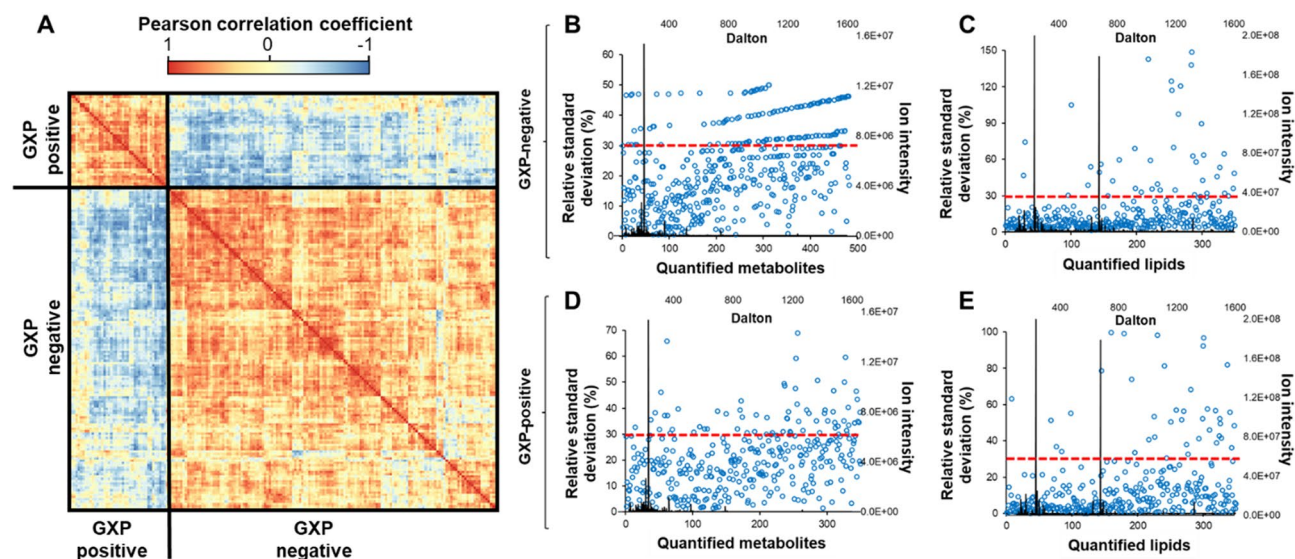 A
Pearson correlation coefficient
1 0 -1
GXP
positive
GXP
negative
GXP
positive
GXP
negative
GXP-negative
B
400 800 1200 1600
Dalton
1.6E+07
1.2E+07
8.0E+06
4.0E+06
0.0E+00
Ion intensity
60
50
40
30
20
10
0
Relative standard
deviation (%)
0 100 200 300 400 500
Quantified metabolites
C
400 800 1200 1600
Dalton
2.0E+08
1.6E+08
1.2E+08
8.0E+07
4.0E+07
0.0E+00
Ion intensity
150
120
90
60
30
0
Relative standard
deviation (%)
0 100 200 300
Quantified lipids
GXP-positive
D
400 800 1200 1600
Dalton
1.6E+07
1.2E+07
8.0E+06
4.0E+06
0.0E+00
Ion intensity
70
60
50
40
30
20
10
0
Relative standard
deviation (%)
0 100 200 300
Quantified metabolites
E
400 800 1200 1600
Dalton
2.0E+08
1.6E+08
1.2E+08
8.0E+07
4.0E+07
0.0E+00
Ion intensity
100
80
60
40
20
0
Relative standard
deviation (%)
0 100 200 300
Quantified lipids